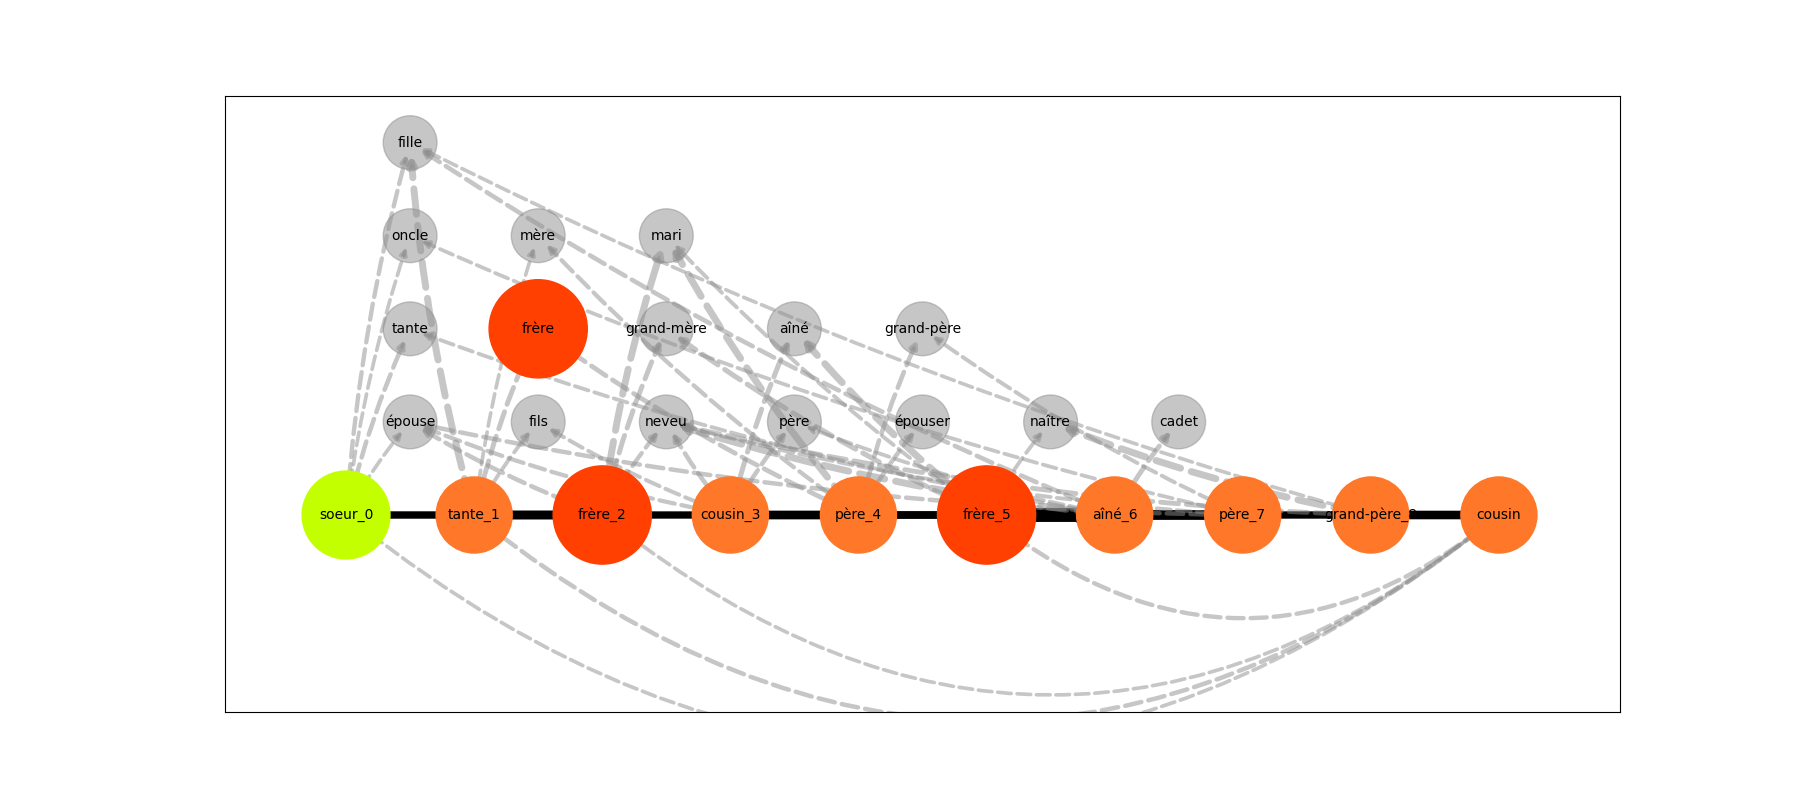 fille
oncle mère mari
tante frère grand-mère aîné grand-père
épouse fils neveu père épouser naître cadet
soeur_0 tante_1 frère_2 cousin_3 père_4 frère_5 aîné_6 père_7 grand-père_8 cousin